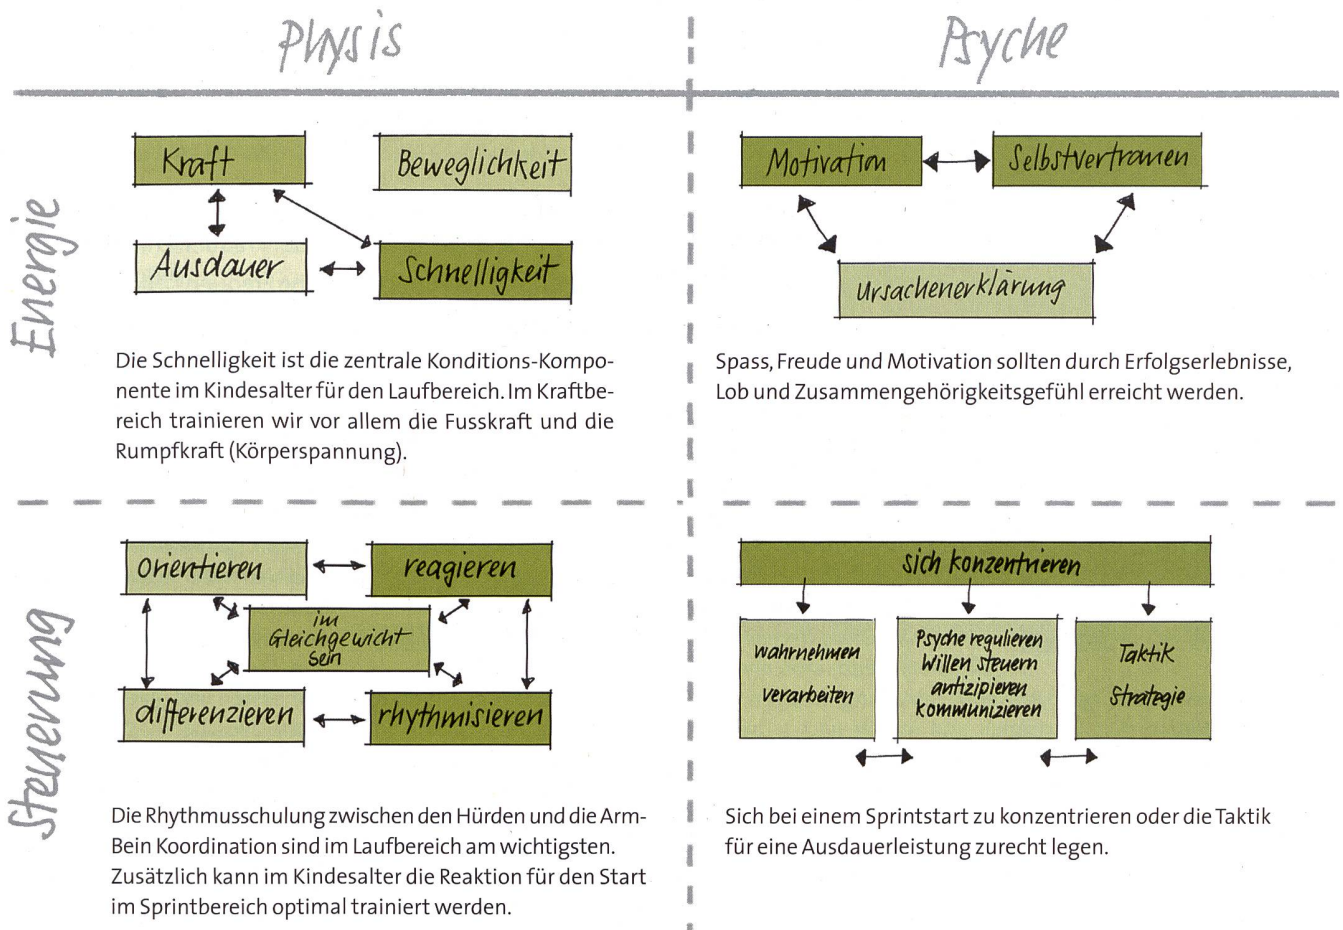 Physis
Psyche
Energie
Kraft
Beweglichkeit
Ausdauer
Schnelligkeit
Die Schnelligkeit ist die zentrale Konditions-Kompo-
nente im Kindesalter für den Laufbereich. Im Kraftbe-
reich trainieren wir vor allem die Fusskraft und die
Rumpfkraft (Körperspannung).
Motivation
Selbstvertrauen
Ursachenerklärung
Spass, Freude und Motivation sollten durch Erfolgserlebnisse,
Lob und Zusammengehörigkeitsgefühl erreicht werden.
Steuerung
orientieren
reagieren
im
Gleichgewicht
sein
differenzieren
rhythmisieren
Die Rhythmusschulung zwischen den Hürden und die Arm-
Bein Koordination sind im Laufbereich am wichtigsten.
Zusätzlich kann im Kindesalter die Reaktion für den Start
im Sprintbereich optimal trainiert werden.
sich konzentrieren
wahrnehmen
verarbeiten
Psyche regulieren
Willen steuern
antizipieren
kommunizieren
Taktik
Strategie
Sich bei einem Sprintstart zu konzentrieren oder die Taktik
für eine Ausdauerleistung zurecht legen.